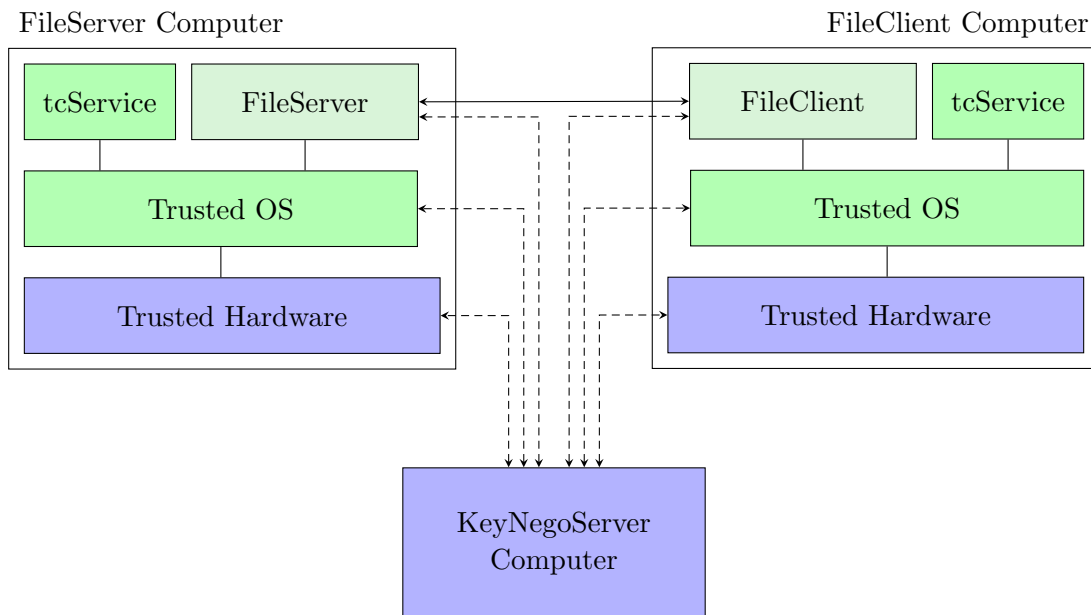 FileServer Computer
FileClient Computer
tcService
FileServer
FileClient
tcService
Trusted OS
Trusted OS
Trusted Hardware
Trusted Hardware
KeyNegoServer
Computer